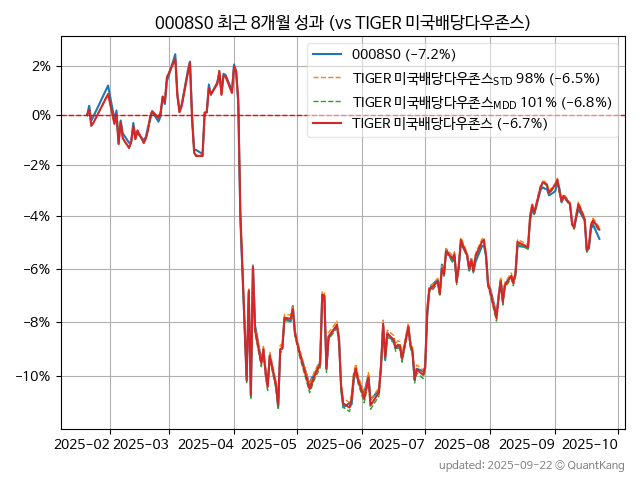 0008S0 최근 8개월 성과 (vs TIGER 미국배당다우존스)
0008S0 (−7.2%)
TIGER 미국배당다우존스STD 98% (−6.5%)
TIGER 미국배당다우존스MDD 101% (−6.8%)
TIGER 미국배당다우존스 (−6.7%)
2%
0%
−2%
−4%
−6%
−8%
−10%
2025-02 2025-03 2025-04 2025-05 2025-06 2025-07 2025-08 2025-09 2025-10
updated: 2025-09-22 © QuantKang